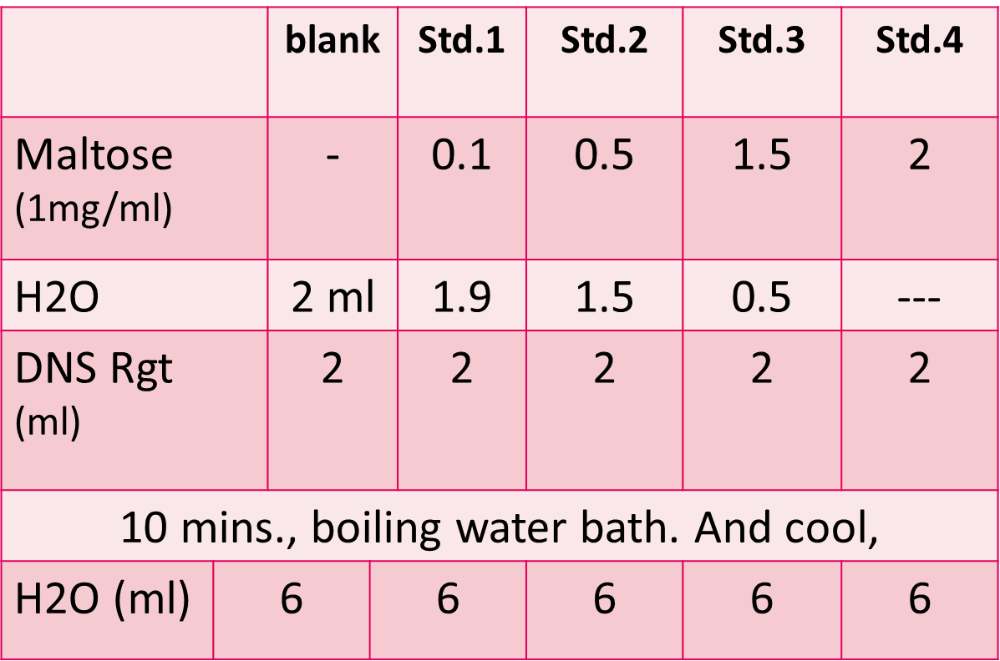 blank Std.1 Std.2 Std.3 Std.4
Maltose - 0.1 0.5 1.5 2
(1mg/ml)
H2O 2 ml 1.9 1.5 0.5 ---
DNS Rgt 2 2 2 2 2
(ml)
10 mins., boiling water bath. And cool,
H2O (ml) 6 6 6 6 6